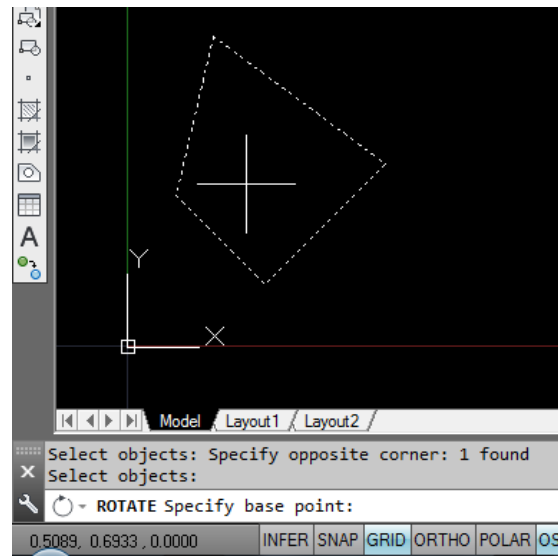 A
Y
X
Model Layout1 Layout2
Select objects: Specify opposite corner: 1 found
Select objects:
ROTATE Specify base point:
0.5089, 0.6933 , 0.0000 INFER SNAP GRID ORTHO POLAR OS